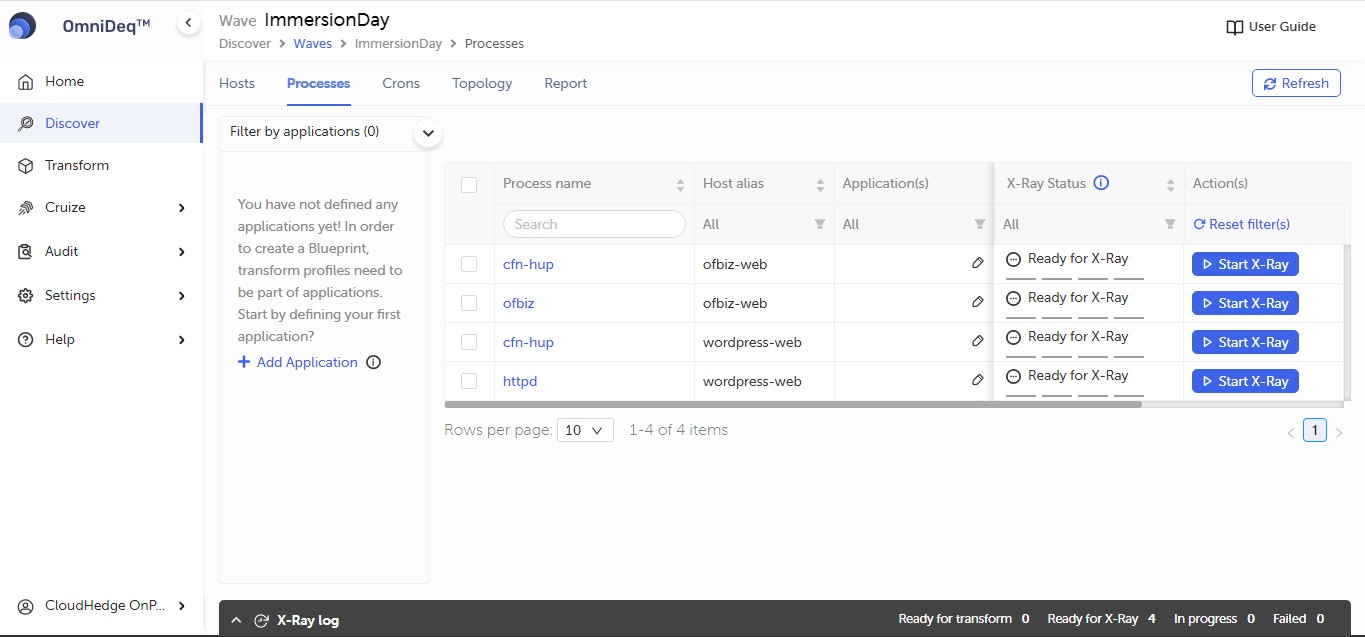 OmniDeq™
Wave ImmersionDay
Discover > Waves > ImmersionDay > Processes
User Guide
Home
Discover
Transform
Cruize
Audit
Settings
Help
CloudHedge OnP...
Hosts Processes Crons Topology Report
Refresh
Filter by applications (0)
You have not defined any
applications yet! In order
to create a Blueprint,
transform profiles need to
be part of applications.
Start by defining your first
application?
+ Add Application
Process name Host alias Application(s) X-Ray Status Action(s)
Search All All All Reset filter(s)
cfn-hup ofbiz-web Ready for X-Ray Start X-Ray
ofbiz ofbiz-web Ready for X-Ray Start X-Ray
cfn-hup wordpress-web Ready for X-Ray Start X-Ray
httpd wordpress-web Ready for X-Ray Start X-Ray
Rows per page: 10 1-4 of 4 items < 1 >
X-Ray log Ready for transform 0 Ready for X-Ray 4 In progress 0 Failed 0